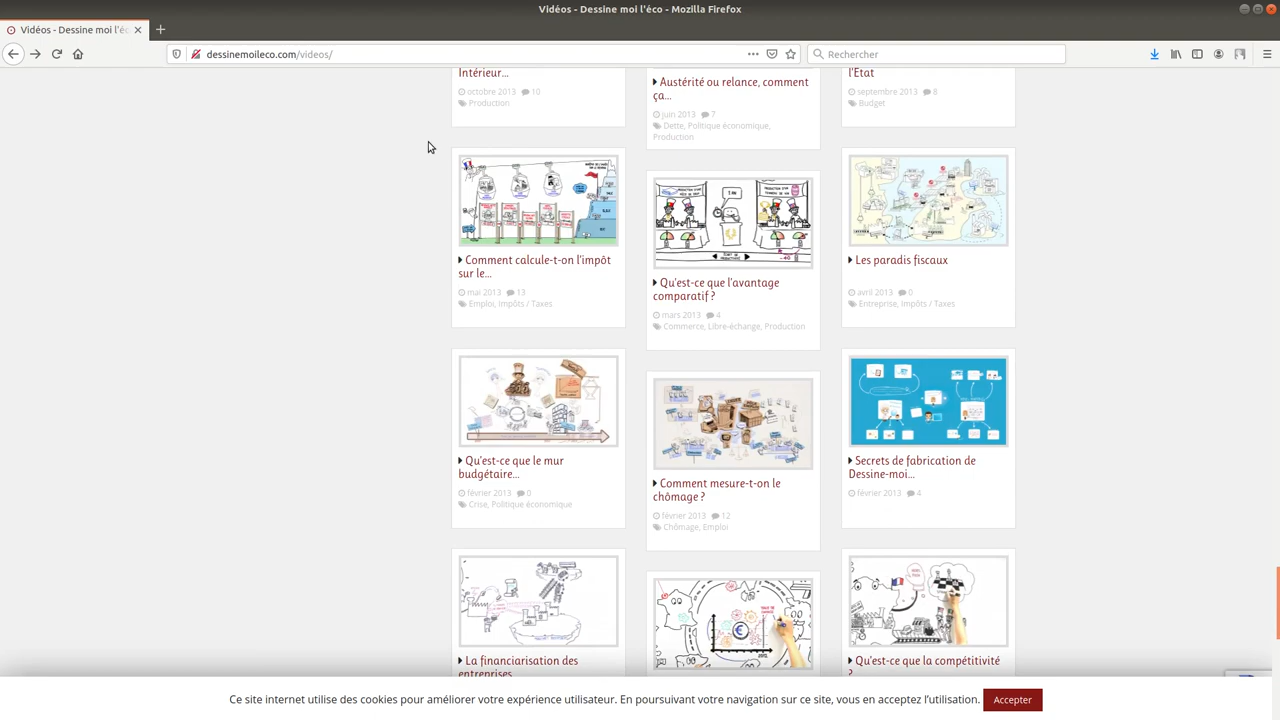 Vidéos - Dessine moi l'éco - Mozilla Firefox
Vidéos - Dessine moi l'éc
dessinemoileco.com/videos/
Rechercher
Intérieur...
octobre 2013 10
Production
Austérité ou relance, comment
ça...
juin 2013 7
Dette, Politique économique,
Production
l'Etat
septembre 2013 8
Budget
Comment calcule-t-on l'impôt
sur le...
mai 2013 13
Emploi, Impôts / Taxes
Qu'est-ce que l'avantage
comparatif ?
mars 2013 4
Commerce, Libre-échange, Production
Les paradis fiscaux
avril 2013 0
Entreprise, Impôts / Taxes
Qu'est-ce que le mur
budgétaire...
février 2013 0
Crise, Politique économique
Comment mesure-t-on le
chômage ?
février 2013 12
Chômage, Emploi
Secrets de fabrication de
Dessine-moi...
février 2013 4
La financiarisation des
entreprises
Qu'est-ce que la compétitivité
?
Ce site internet utilise des cookies pour améliorer votre expérience utilisateur. En poursuivant votre navigation sur ce site, vous en acceptez l'utilisation.
Accepter